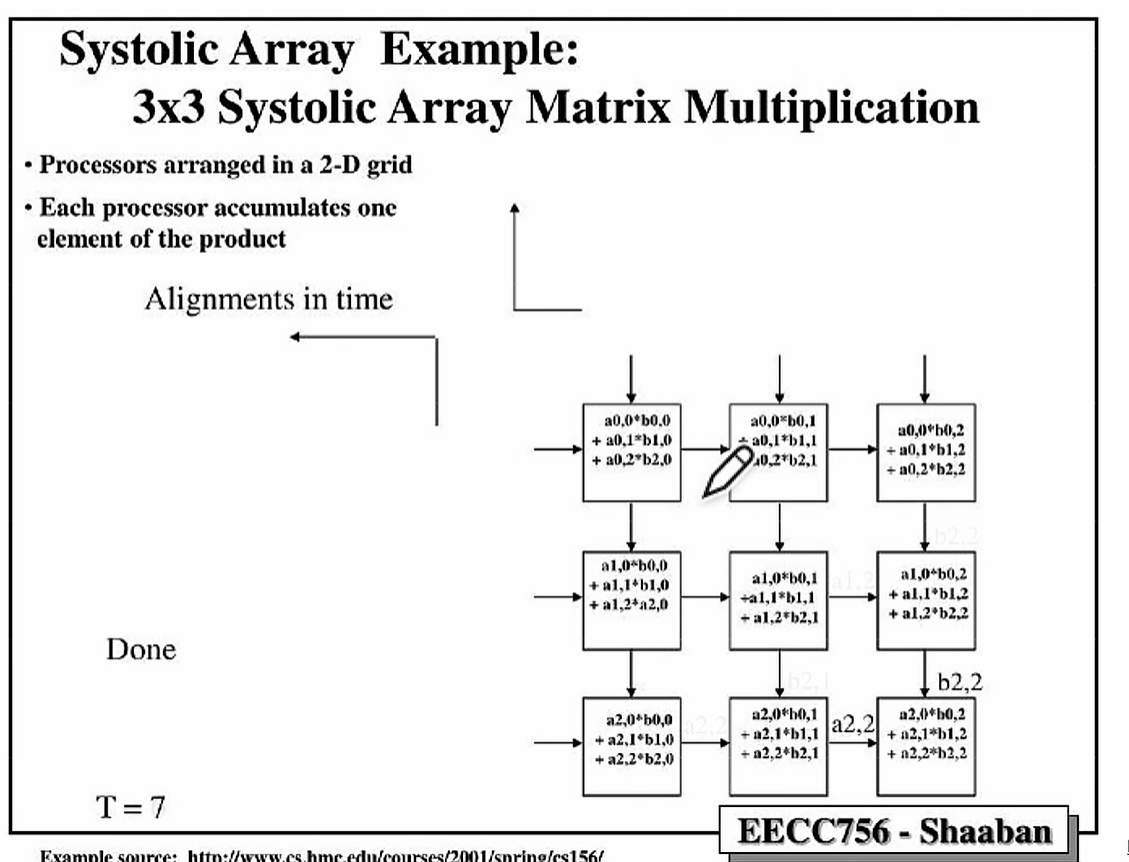 Systolic Array Example:
3x3 Systolic Array Matrix Multiplication
• Processors arranged in a 2-D grid
• Each processor accumulates one
element of the product
Alignments in time
a0,0*b0,0
+ a0,1*b1,0
+ a0,2*b2,0
a0,0*b0,1
+ a0,1*b1,1
a0,2*b2,1
a0,0*b0,2
+ a0,1*b1,2
+ a0,2*b2,2
b2,2
a1,0*b0,0
+ a1,1*b1,0
+ a1,2*a2,0
a1,0*b0,1
+a1,1*b1,1
+ a1,2*b2,1
a1,2
a1,0*b0,2
+ a1,1*b1,2
+ a1,2*b2,2
Done
b2,1
b2,2
a2,0*b0,0
+ a2,1*b1,0
+ a2,2*b2,0
a2,2
a2,0*b0,1
+ a2,1*b1,1
+ a2,2*b2,1
a2,2
a2,0*b0,2
+ a2,1*b1,2
+ a2,2*b2,2
T = 7
EECC756 - Shaaban
Example source: http://www.cs.hmc.edu/courses/2001/spring/cs156/